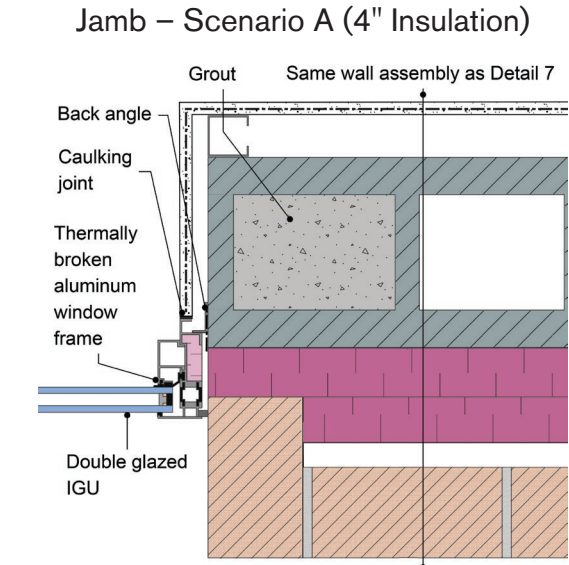 Jamb – Scenario A (4" Insulation)
Grout
Same wall assembly as Detail 7
Back angle
Caulking
joint
Thermally
broken
aluminum
window
frame
Double glazed
IGU